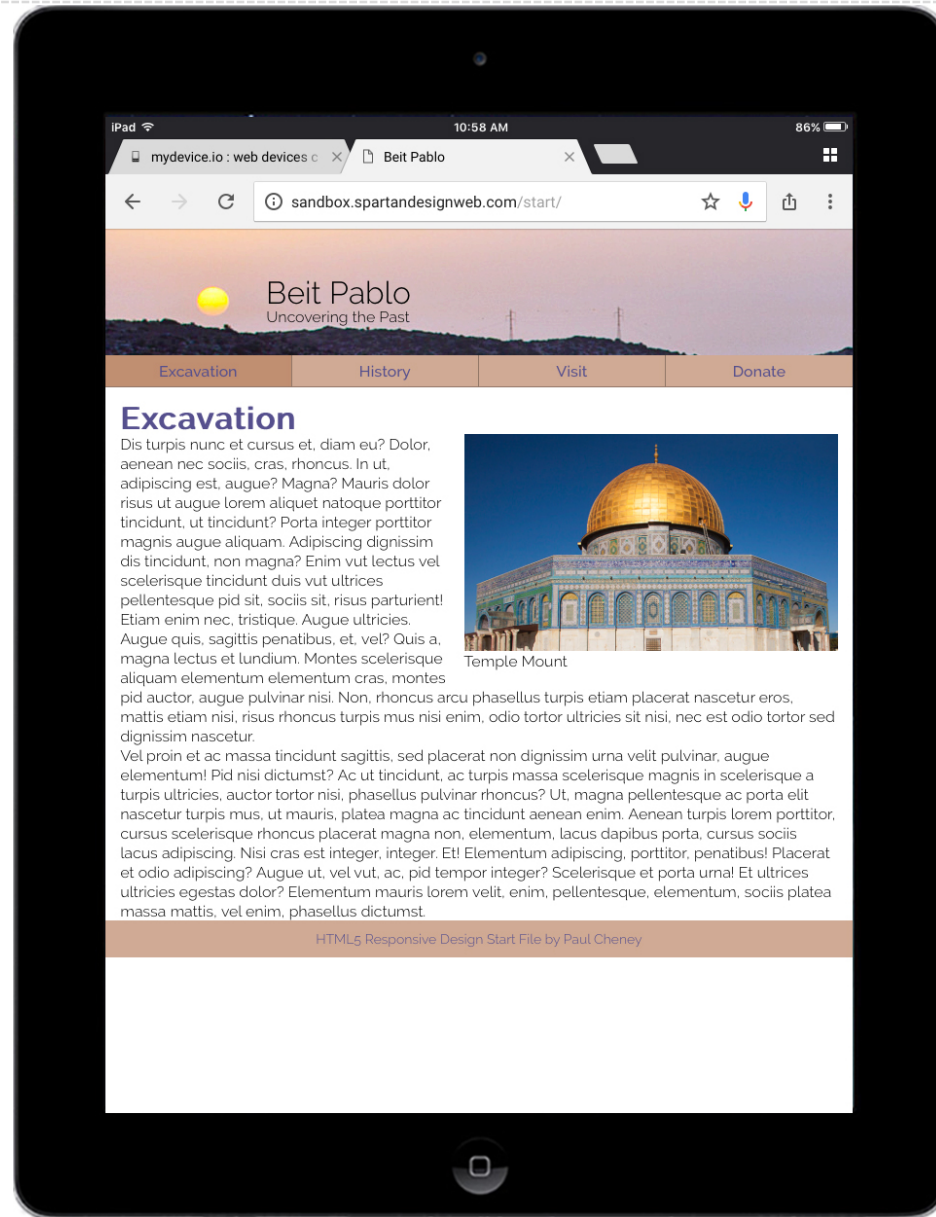 iPad
10:58 AM
86%
mydevice.io : web devices c
Beit Pablo
sandbox.spartandesignweb.com/start/
Beit Pablo
Uncovering the Past
Excavation
History
Visit
Donate
Excavation
Dis turpis nunc et cursus et, diam eu? Dolor,
aenean nec sociis, cras, rhoncus. In ut,
adipiscing est, augue? Magna? Mauris dolor
risus ut augue lorem aliquet natoque porttitor
tincidunt, ut tincidunt? Porta integer porttitor
magnis augue aliquam. Adipiscing dignissim
dis tincidunt, non magna? Enim vut lectus vel
scelerisque tincidunt duis vut ultrices
pellentesque pid sit, sociis sit, risus parturient!
Etiam enim nec, tristique. Augue ultricies.
Augue quis, sagittis penatibus, et, vel? Quis a,
magna lectus et lundium. Montes scelerisque
aliquam elementum elementum cras, montes
Temple Mount
pid auctor, augue pulvinar nisi. Non, rhoncus arcu phasellus turpis etiam placerat nascetur eros,
mattis etiam nisi, risus rhoncus turpis mus nisi enim, odio tortor ultricies sit nisi, nec est odio tortor sed
dignissim nascetur.
Vel proin et ac massa tincidunt sagittis, sed placerat non dignissim urna velit pulvinar, augue
elementum! Pid nisi dictumst? Ac ut tincidunt, ac turpis massa scelerisque magnis in scelerisque a
turpis ultricies, auctor tortor nisi, phasellus pulvinar rhoncus? Ut, magna pellentesque ac porta elit
nascetur turpis mus, ut mauris, platea magna ac tincidunt aenean enim. Aenean turpis lorem porttitor,
cursus scelerisque rhoncus placerat magna non, elementum, lacus dapibus porta, cursus sociis
lacus adipiscing. Nisi cras est integer, integer. Et! Elementum adipiscing, porttitor, penatibus! Placerat
et odio adipiscing? Augue ut, vel vut, ac, pid tempor integer? Scelerisque et porta urna! Et ultrices
ultricies egestas dolor? Elementum mauris lorem velit, enim, pellentesque, elementum, sociis platea
massa mattis, vel enim, phasellus dictumst.
HTML5 Responsive Design Start File by Paul Cheney